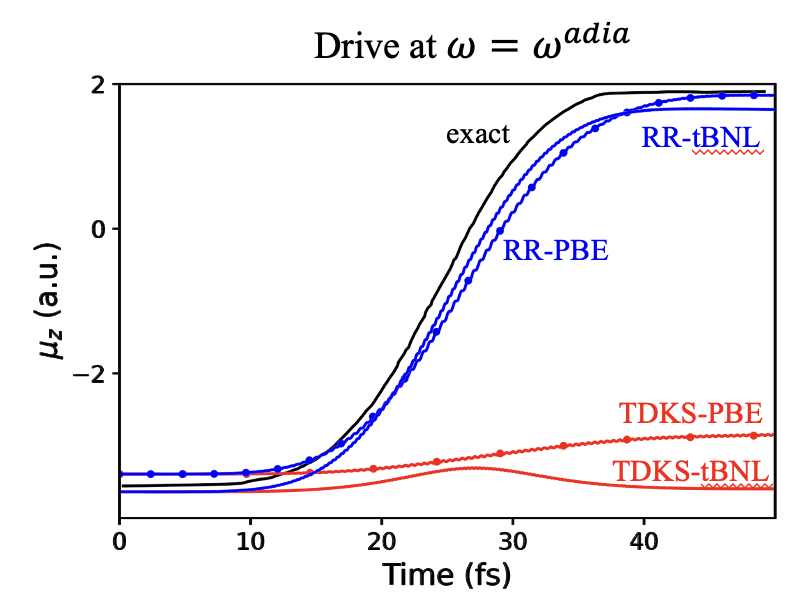 Drive at ω = ω^adia
2
exact
RR-tBNL
0
RR-PBE
μz (a.u.)
−2
TDKS-PBE
TDKS-tBNL
0 10 20 30 40
Time (fs)